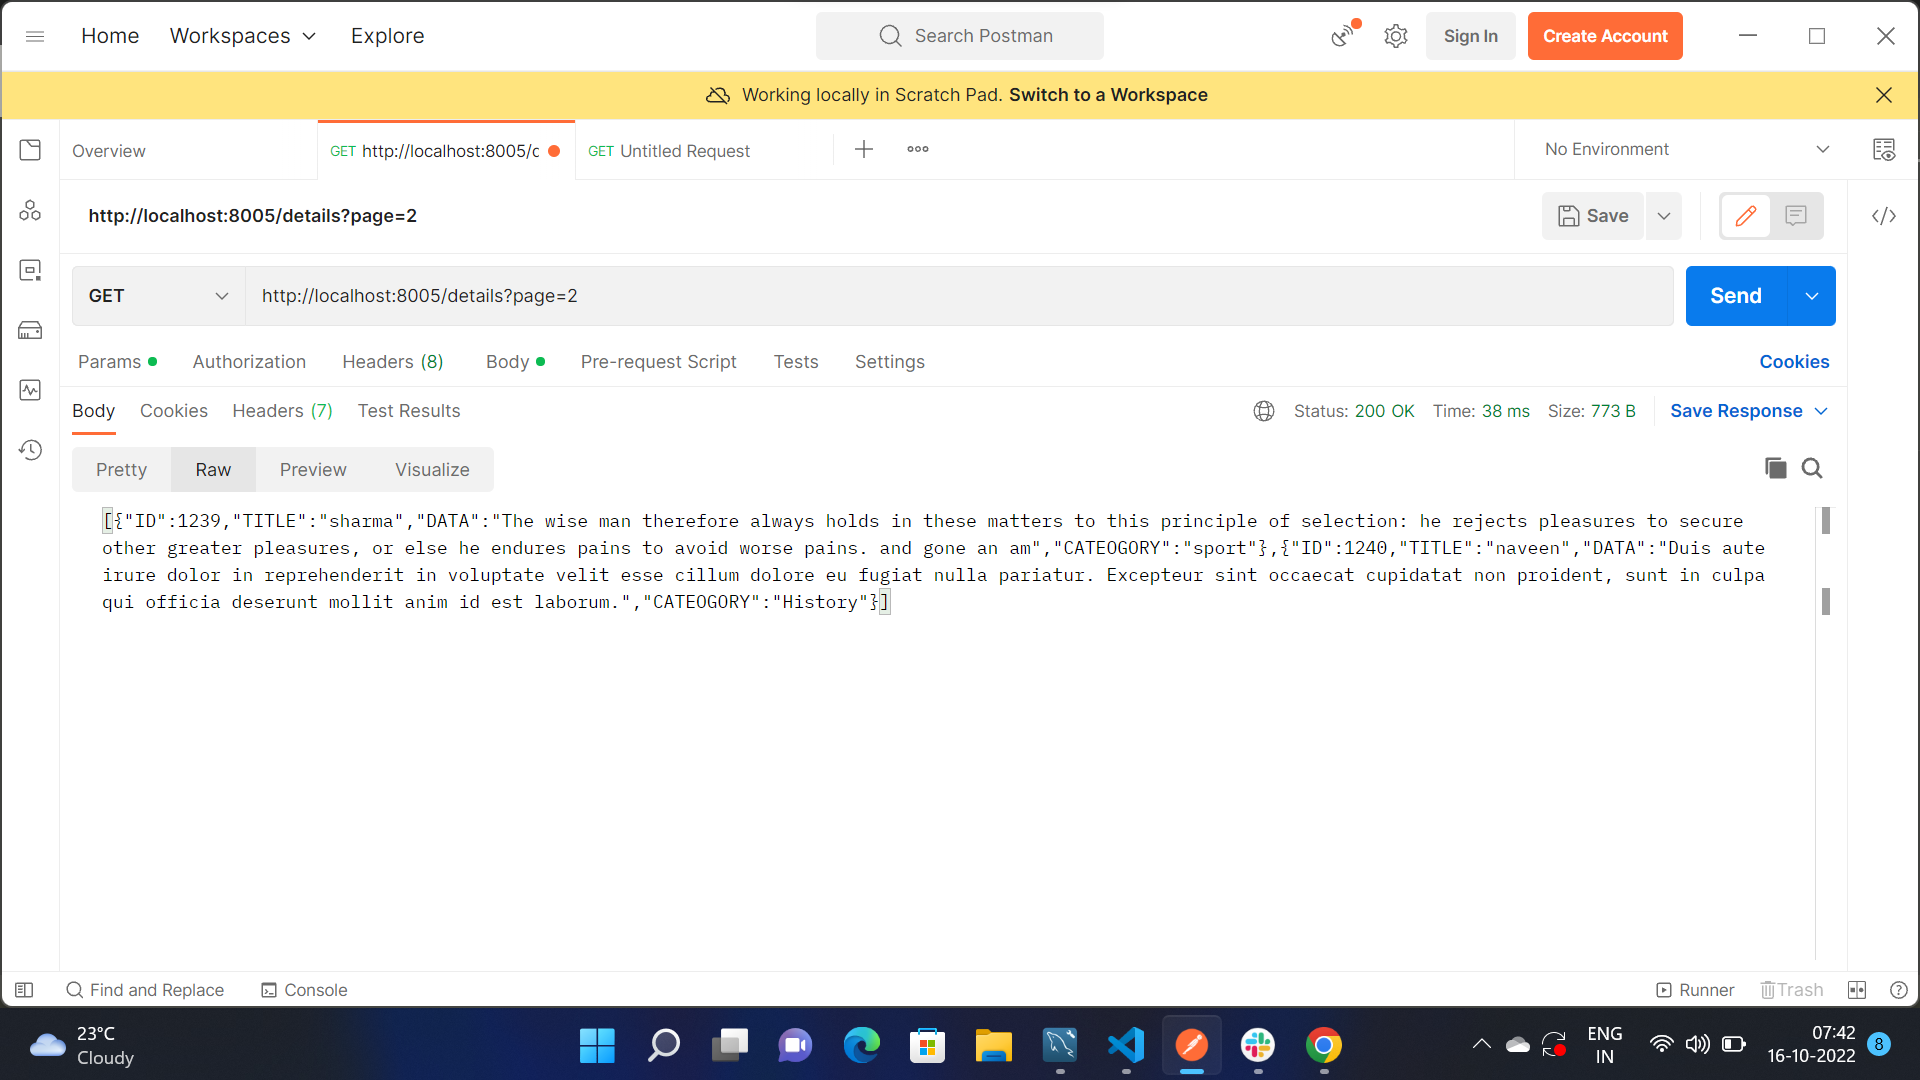 Home Workspaces Explore
Search Postman
Sign In
Create Account
Working locally in Scratch Pad. Switch to a Workspace
Overview
GET http://localhost:8005/
GET Untitled Request
No Environment
http://localhost:8005/details?page=2
Save
GET
http://localhost:8005/details?page=2
Send
Params Authorization Headers (8) Body Pre-request Script Tests Settings Cookies
Body Cookies Headers (7) Test Results
Status: 200 OK Time: 38 ms Size: 773 B Save Response
Pretty Raw Preview Visualize
[{"ID":1239,"TITLE":"sharma","DATA":"The wise man therefore always holds in these matters to this principle of selection: he rejects pleasures to secure
other greater pleasures, or else he endures pains to avoid worse pains. and gone an am","CATEOGORY":"sport"},{"ID":1240,"TITLE":"naveen","DATA":"Duis aute
irure dolor in reprehenderit in voluptate velit esse cillum dolore eu fugiat nulla pariatur. Excepteur sint occaecat cupidatat non proident, sunt in culpa
qui officia deserunt mollit anim id est laborum.","CATEOGORY":"History"}]
Find and Replace Console
Runner Trash
23°C
Cloudy
ENG
IN
07:42
16-10-2022
8